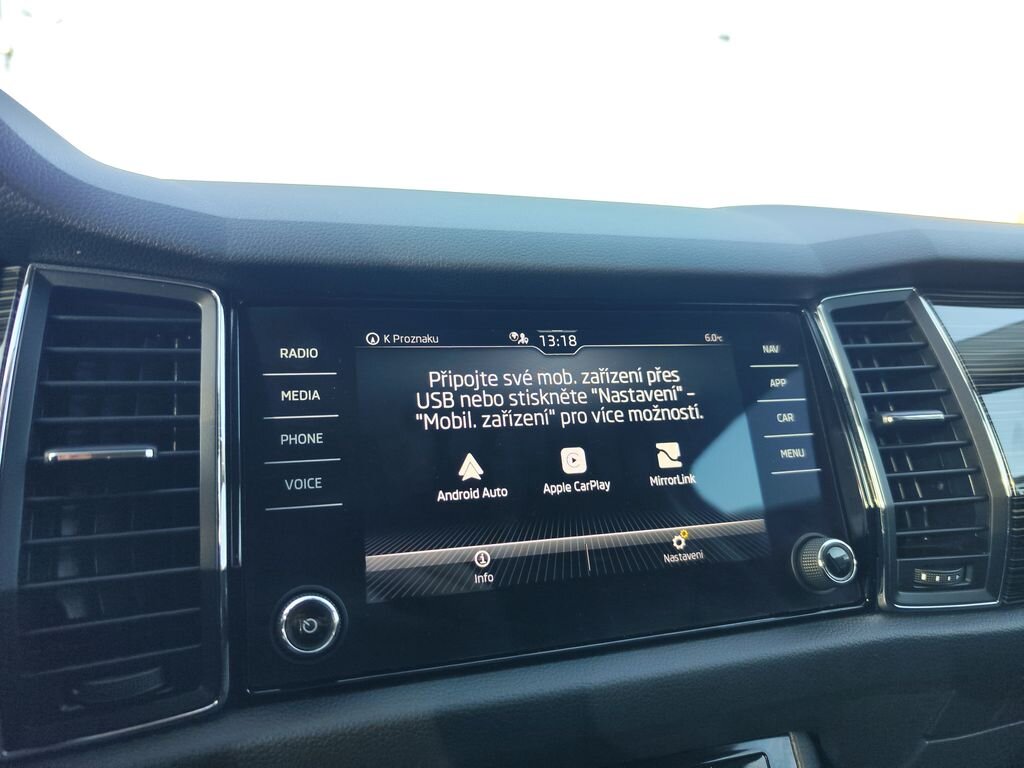 K Proznaku
13:18
6.0°C
RADIO
MEDIA
PHONE
VOICE
Připojte své mob. zařízení přes
USB nebo stiskněte "Nastavení" –
"Mobil. zařízení" pro více možností.
Android Auto
Apple CarPlay
MirrorLink
Info
Nastavení
NAV
APP
CAR
MENU